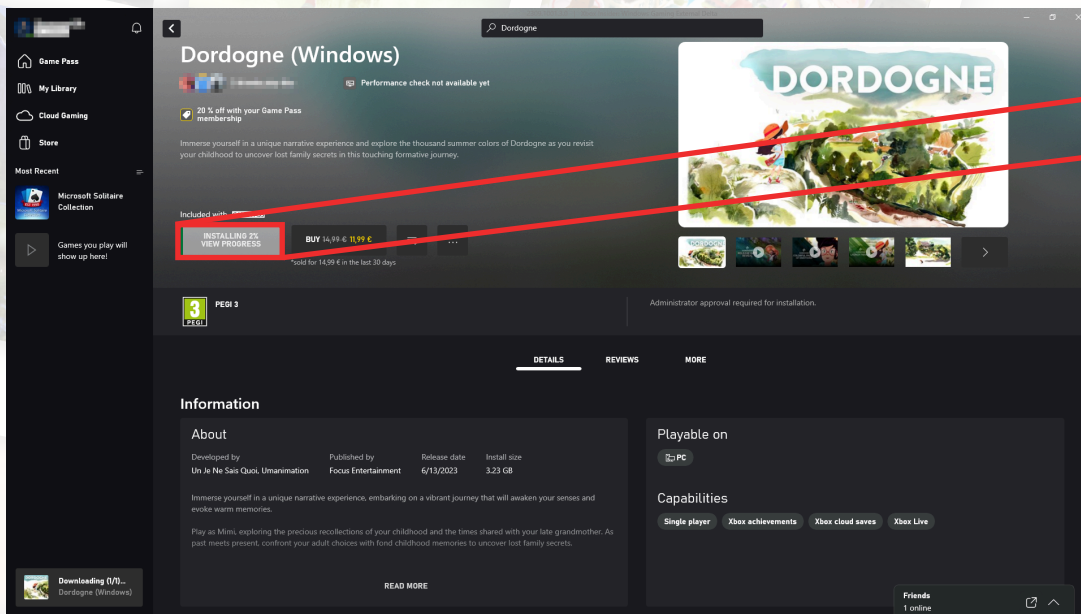 Dordogne
Game Pass
My Library
Cloud Gaming
Store
Most Recent
Microsoft Solitaire
Collection
Games you play will
show up here!
Downloading (1/1)...
Dordogne (Windows)
Dordogne (Windows)
Performance check not available yet
20 % off with your Game Pass
membership
Immerse yourself in a unique narrative experience and explore the thousand summer colors of Dordogne as you revisit
your childhood to uncover lost family secrets in this touching formative journey.
Included with
INSTALLING 2%
VIEW PROGRESS
BUY 14,99 € 11,99 €
*sold for 14,99 € in the last 30 days
DORDOGNE
3
PEGI
PEGI 3
Administrator approval required for installation.
DETAILS REVIEWS MORE
Information
About
Developed by Published by Release date Install size
Un Je Ne Sais Quoi, Umanimation Focus Entertainment 6/13/2023 3.23 GB
Immerse yourself in a unique narrative experience, embarking on a vibrant journey that will awaken your senses and
evoke warm memories.
Play as Mimi, exploring the precious recollections of your childhood and the times shared with your late grandmother. As
past meets present, confront your adult choices with fond childhood memories to uncover lost family secrets.
READ MORE
Playable on
PC
Capabilities
Single player Xbox achievements Xbox cloud saves Xbox Live
Friends
1 online